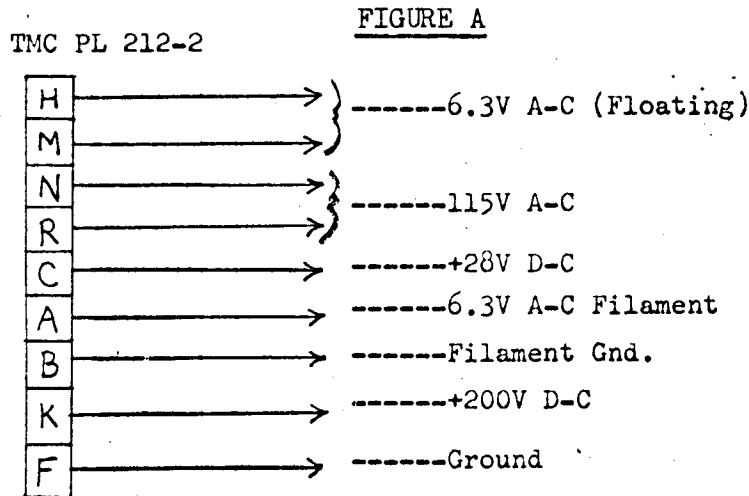 FIGURE A
TMC PL 212-2
H
M
------6.3V A-C (Floating)
N
R
------115V A-C
C ------+28V D-C
A ------6.3V A-C Filament
B ------Filament Gnd.
K ------+200V D-C
F ------Ground